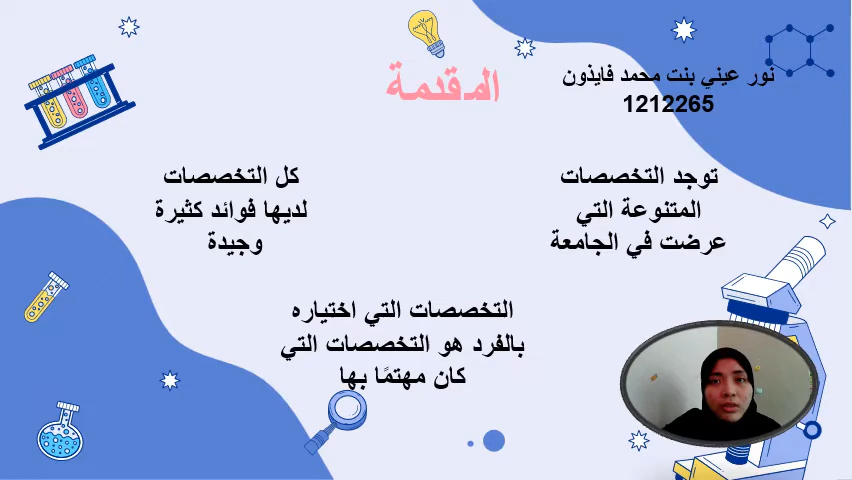 المقدمة
نور عيني بنت محمد فايذون
1212265
توجد التخصصات
المتنوعة التي
عرضت في الجامعة
كل التخصصات
لديها فوائد كثيرة
وجيدة
التخصصات التي اختياره
بالفرد هو التخصصات التي
كان مهتمًا بها